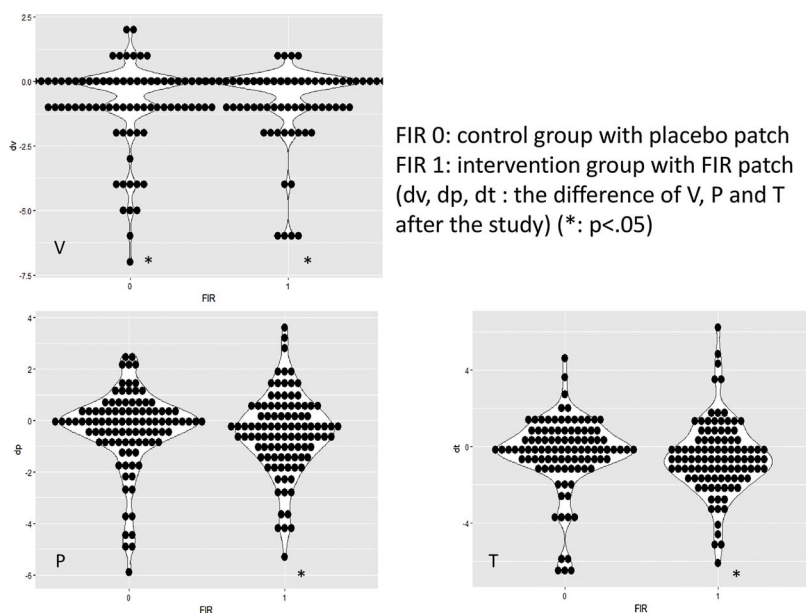 2.5
0.0
-2.5
-5.0
-7.5
dv
V
*
*
0
1
FIR
FIR 0: control group with placebo patch
FIR 1: intervention group with FIR patch
(dv, dp, dt : the difference of V, P and T
after the study) (*: p<.05)
4
2
0
-2
-4
-6
dp
P
*
0
1
FIR
4
0
-4
dt
T
*
0
1
FIR